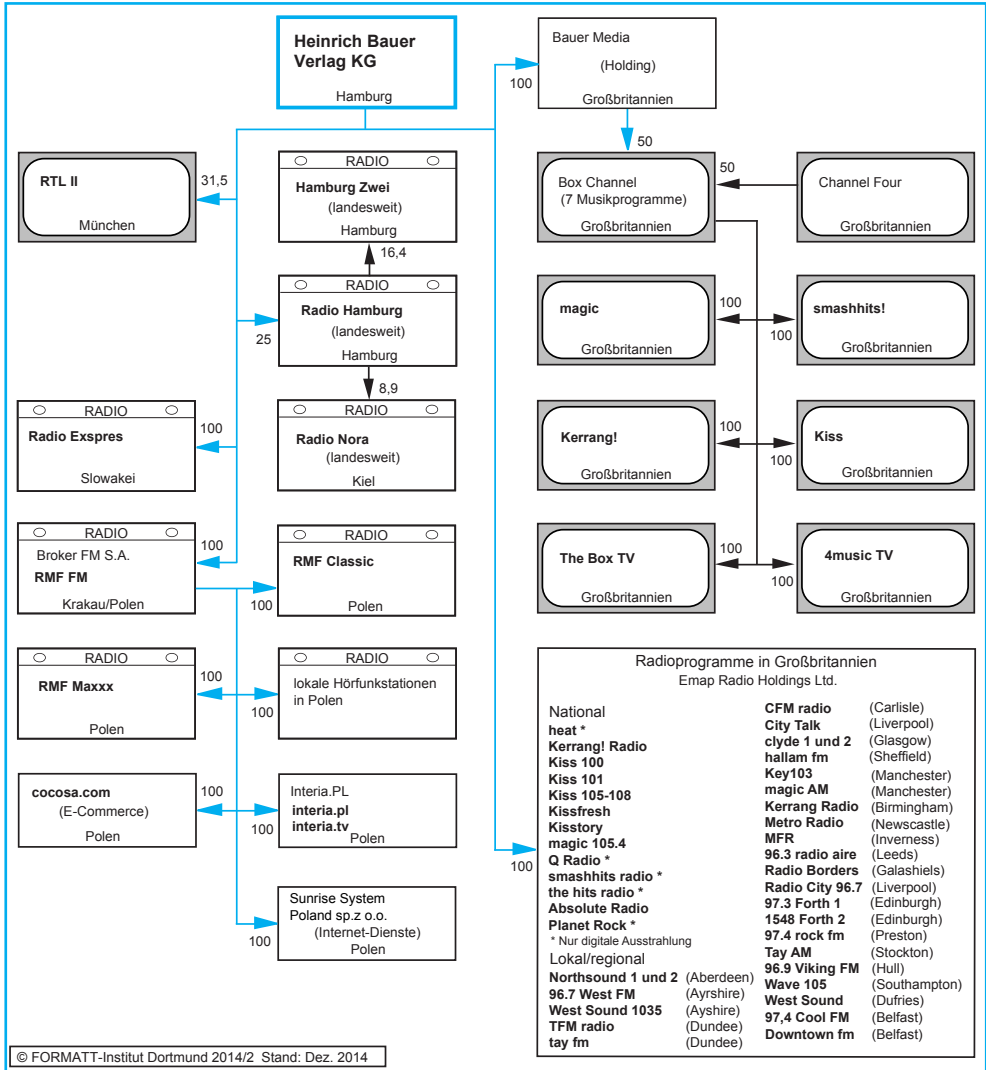 Heinrich Bauer
Verlag KG
Hamburg
Bauer Media
(Holding)
Großbritannien
100
50
RTL II
München
31,5
RADIO
Hamburg Zwei
(landesweit)
Hamburg
16,4
Box Channel
(7 Musikprogramme)
Großbritannien
50
Channel Four
Großbritannien
RADIO
Radio Hamburg
(landesweit)
Hamburg
25
8,9
magic
Großbritannien
100
100
smashhits!
Großbritannien
RADIO
Radio Exspres
Slowakei
100
RADIO
Radio Nora
(landesweit)
Kiel
Kerrang!
Großbritannien
100
100
Kiss
Großbritannien
RADIO
Broker FM S.A.
RMF FM
Krakau/Polen
100
100
RADIO
RMF Classic
Polen
The Box TV
Großbritannien
100
100
4music TV
Großbritannien
RADIO
RMF Maxxx
Polen
100
100
RADIO
lokale Hörfunkstationen
in Polen
cocosa.com
(E-Commerce)
Polen
100
100
Interia.PL
interia.pl
interia.tv
Polen
100
Sunrise System
Poland sp.z o.o.
(Internet-Dienste)
Polen
100
Radioprogramme in Großbritannien
Emap Radio Holdings Ltd.
National
heat *
Kerrang! Radio
Kiss 100
Kiss 101
Kiss 105-108
Kissfresh
Kisstory
magic 105.4
Q Radio *
smashhits radio *
the hits radio *
Absolute Radio
Planet Rock *
* Nur digitale Ausstrahlung
Lokal/regional
Northsound 1 und 2 (Aberdeen)
96.7 West FM (Ayrshire)
West Sound 1035 (Ayshire)
TFM radio (Dundee)
tay fm (Dundee)
CFM radio (Carlisle)
City Talk (Liverpool)
clyde 1 und 2 (Glasgow)
hallam fm (Sheffield)
Key103 (Manchester)
magic AM (Manchester)
Kerrang Radio (Birmingham)
Metro Radio (Newscastle)
MFR (Inverness)
96.3 radio aire (Leeds)
Radio Borders (Galashiels)
Radio City 96.7 (Liverpool)
97.3 Forth 1 (Edinburgh)
1548 Forth 2 (Edinburgh)
97.4 rock fm (Preston)
Tay AM (Stockton)
96.9 Viking FM (Hull)
Wave 105 (Southampton)
West Sound (Dufries)
97,4 Cool FM (Belfast)
Downtown fm (Belfast)
© FORMATT-Institut Dortmund 2014/2 Stand: Dez. 2014